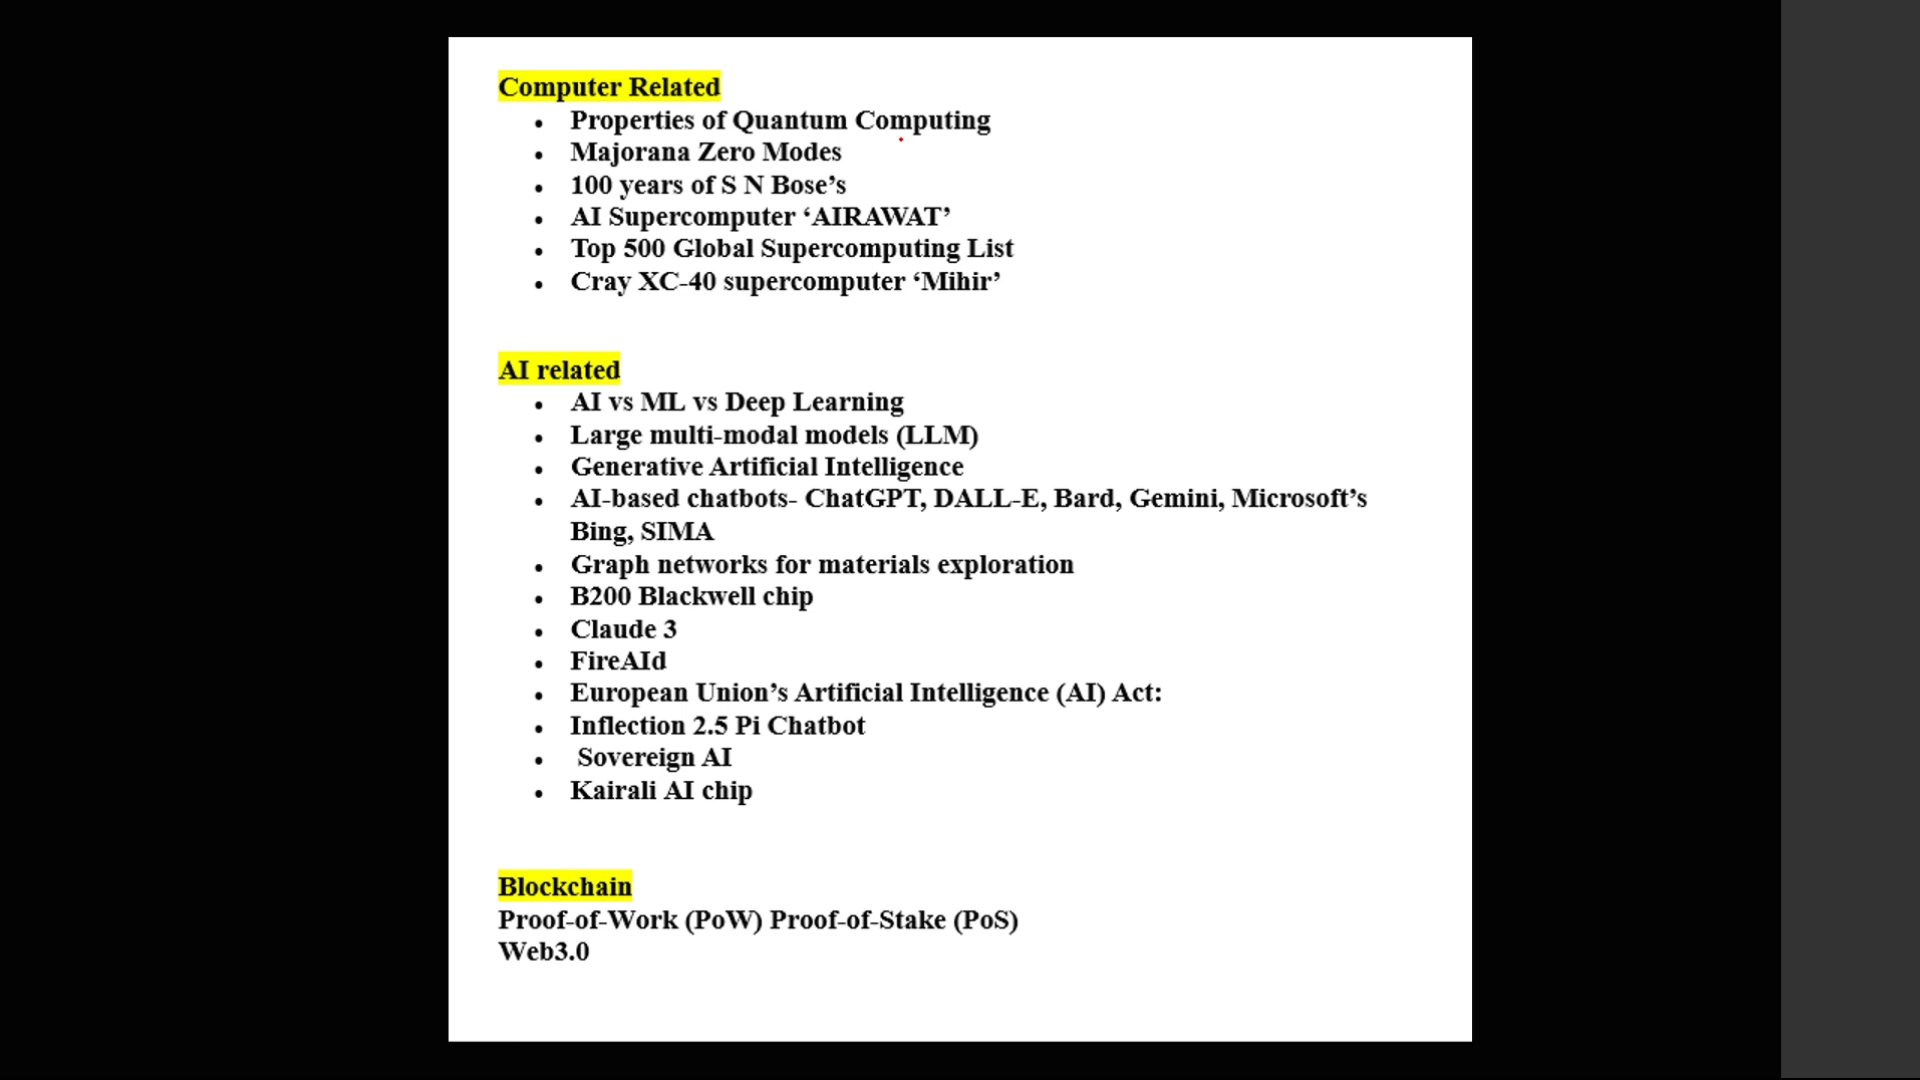 Computer Related
• Properties of Quantum Computing
• Majorana Zero Modes
• 100 years of S N Bose’s
• AI Supercomputer ‘AIRAWAT’
• Top 500 Global Supercomputing List
• Cray XC-40 supercomputer ‘Mihir’
AI related
• AI vs ML vs Deep Learning
• Large multi-modal models (LLM)
• Generative Artificial Intelligence
• AI-based chatbots- ChatGPT, DALL-E, Bard, Gemini, Microsoft’s
Bing, SIMA
• Graph networks for materials exploration
• B200 Blackwell chip
• Claude 3
• FireAId
• European Union’s Artificial Intelligence (AI) Act:
• Inflection 2.5 Pi Chatbot
• Sovereign AI
• Kairali AI chip
Blockchain
Proof-of-Work (PoW) Proof-of-Stake (PoS)
Web3.0